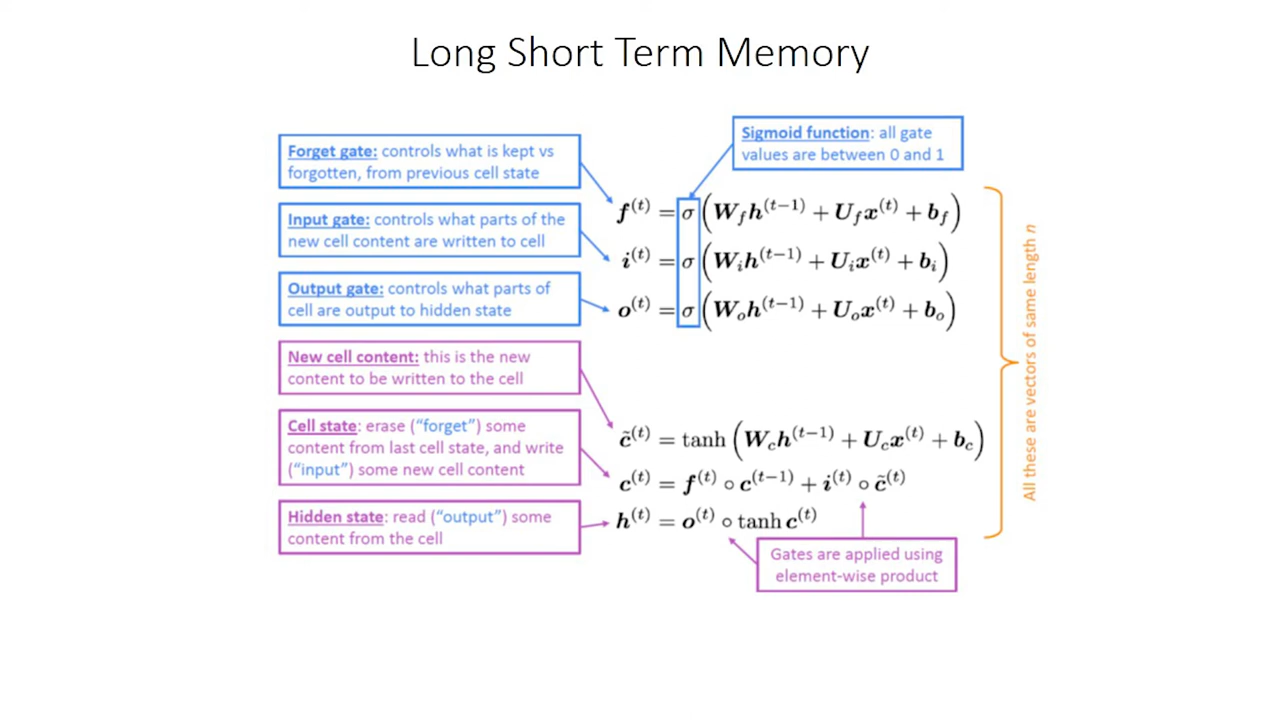 Long Short Term Memory
Sigmoid function: all gate
values are between 0 and 1
Forget gate: controls what is kept vs
forgotten, from previous cell state
Input gate: controls what parts of the
new cell content are written to cell
Output gate: controls what parts of
cell are output to hidden state
New cell content: this is the new
content to be written to the cell
Cell state: erase (“forget”) some
content from last cell state, and write
(“input”) some new cell content
Hidden state: read (“output”) some
content from the cell
f^(t) = σ(W_f h^(t−1) + U_f x^(t) + b_f)
i^(t) = σ(W_i h^(t−1) + U_i x^(t) + b_i)
o^(t) = σ(W_o h^(t−1) + U_o x^(t) + b_o)
c̃^(t) = tanh(W_c h^(t−1) + U_c x^(t) + b_c)
c^(t) = f^(t) ∘ c^(t−1) + i^(t) ∘ c̃^(t)
h^(t) = o^(t) ∘ tanh c^(t)
Gates are applied using
element-wise product
All these are vectors of same length n